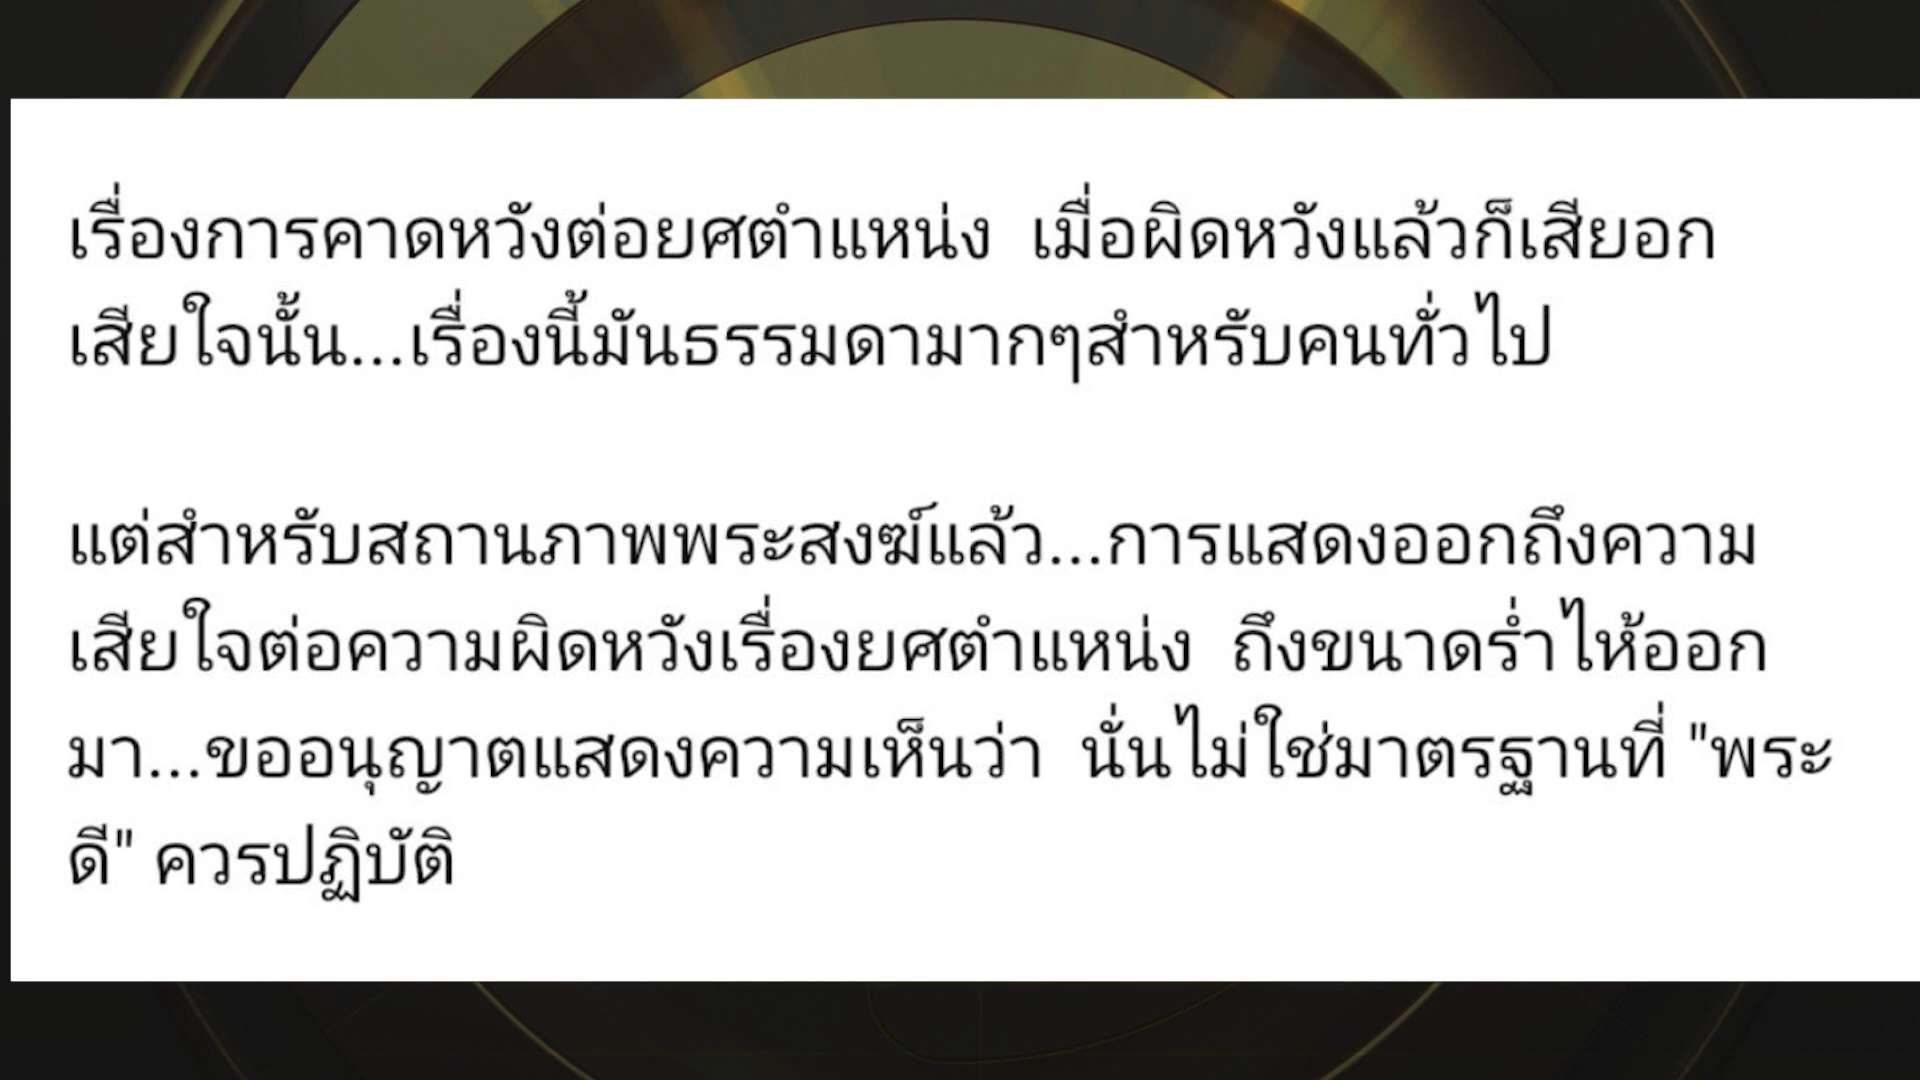 เรื่องการคาดหวังต่อยศตำแหน่ง  เมื่อผิดหวังแล้วก็เสียอก
เสียใจนั้น...เรื่องนี้มันธรรมดามากๆสำหรับคนทั่วไป
แต่สำหรับสถานภาพพระสงฆ์แล้ว...การแสดงออกถึงความ
เสียใจต่อความผิดหวังเรื่องยศตำแหน่ง  ถึงขนาดร่ำไห้ออก
มา...ขออนุญาตแสดงความเห็นว่า  นั่นไม่ใช่มาตรฐานที่ "พระ
ดี" ควรปฏิบัติ